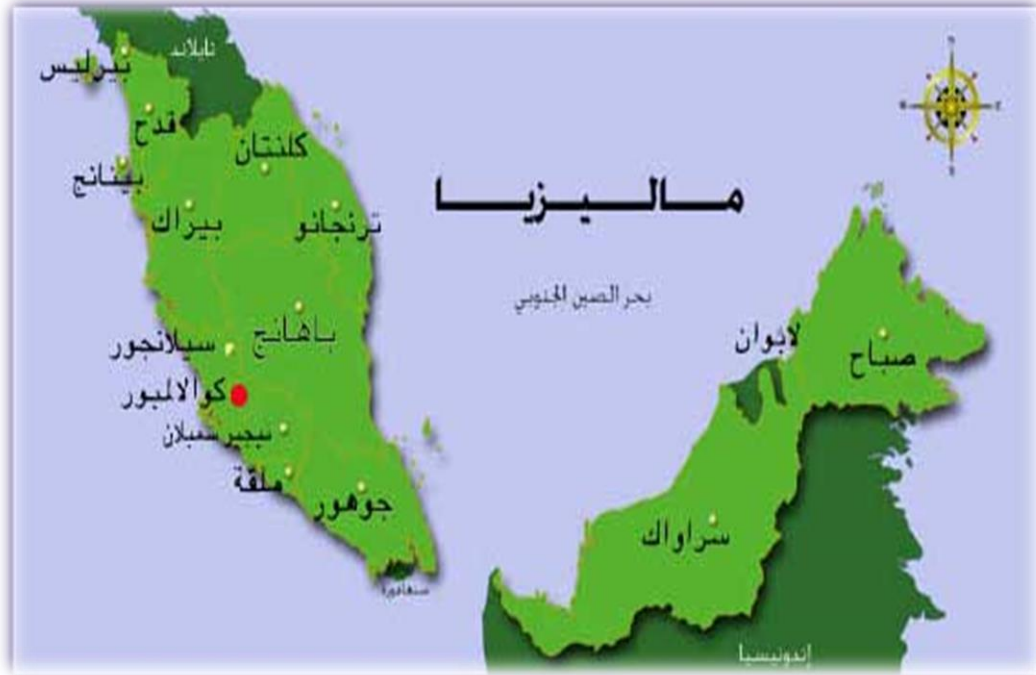 تايلاند
بيرليس
قدح
كلنتان
بينانج
بيراك
ترنجانو
ماليزيا
بحر الصين الجنوبي
باهانج
سيلانجور
كوالالمبور
نيجير سمبلان
ملقة
جوهور
سنغافورة
لابوان
صباح
سراواك
إندونيسيا